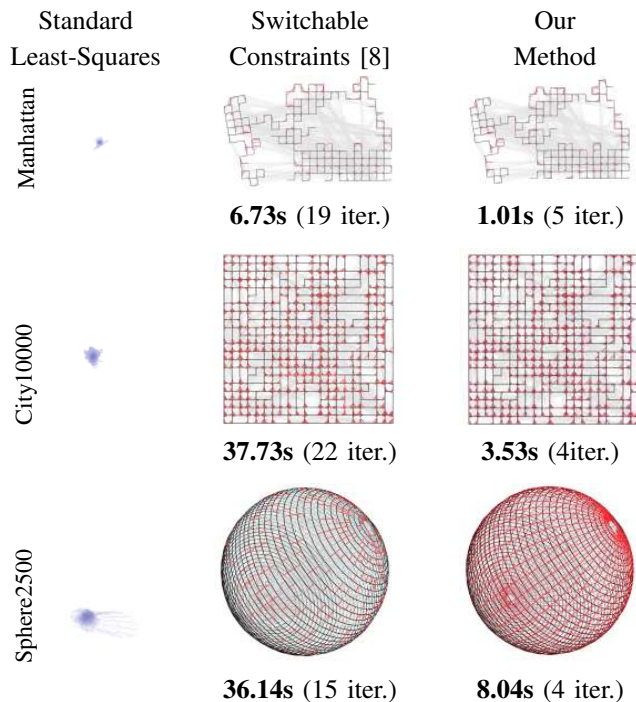 Standard Switchable Our
Least-Squares Constraints [8] Method
Manhattan
6.73s (19 iter.) 1.01s (5 iter.)
City10000
37.73s (22 iter.) 3.53s (4iter.)
Sphere2500
36.14s (15 iter.) 8.04s (4 iter.)